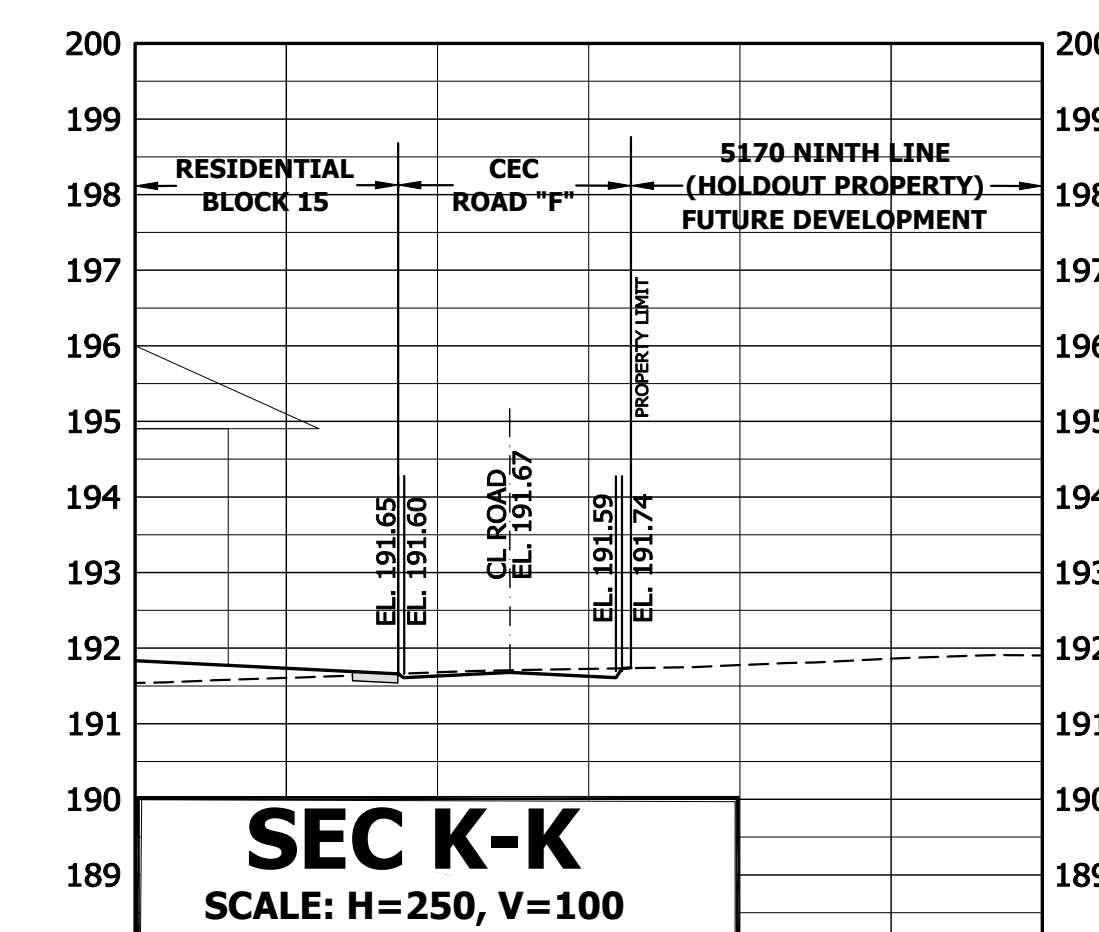 200
199
198
197
196
195
194
193
192
191
190
189
RESIDENTIAL
BLOCK 15
CEC
ROAD "F"
5170 NINTH LINE
(HOLDOUT PROPERTY)
FUTURE DEVELOPMENT
PROPERTY LIMIT
EL. 191.65
EL. 191.60
CL ROAD
EL. 191.67
EL. 191.59
EL. 191.74
SEC K-K
SCALE: H=250, V=100